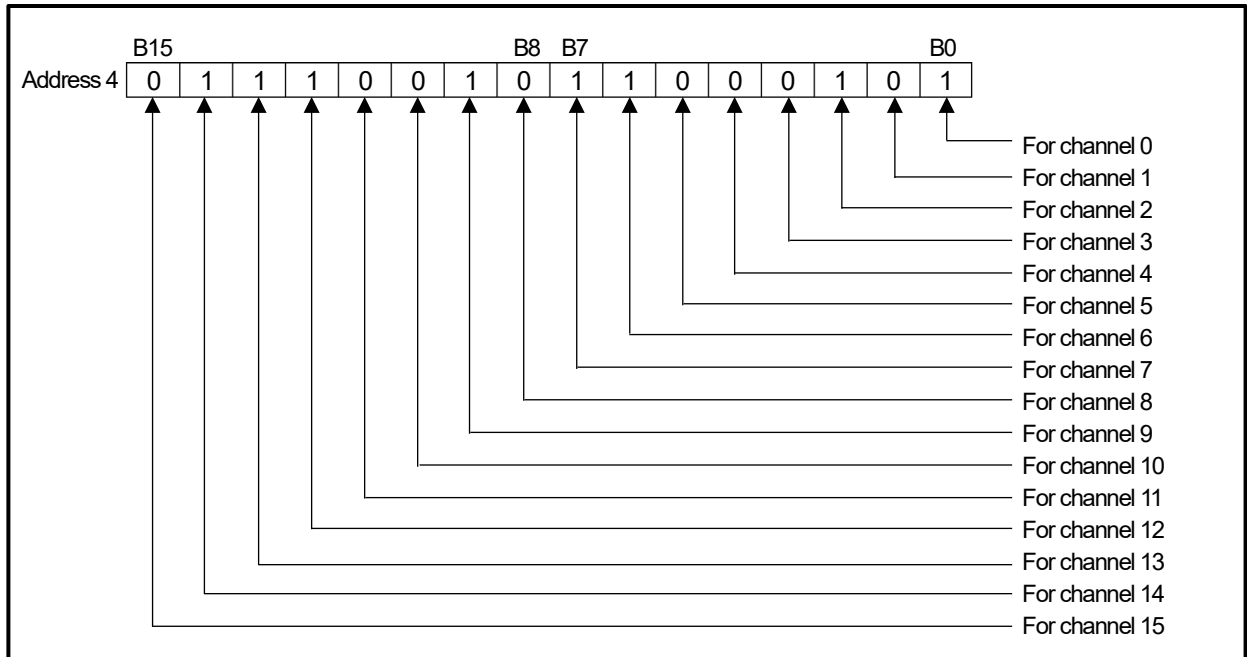 B15 B8 B7 B0
Address 4 0 1 1 1 0 0 1 0 1 1 0 0 0 1 0 1
For channel 0
For channel 1
For channel 2
For channel 3
For channel 4
For channel 5
For channel 6
For channel 7
For channel 8
For channel 9
For channel 10
For channel 11
For channel 12
For channel 13
For channel 14
For channel 15